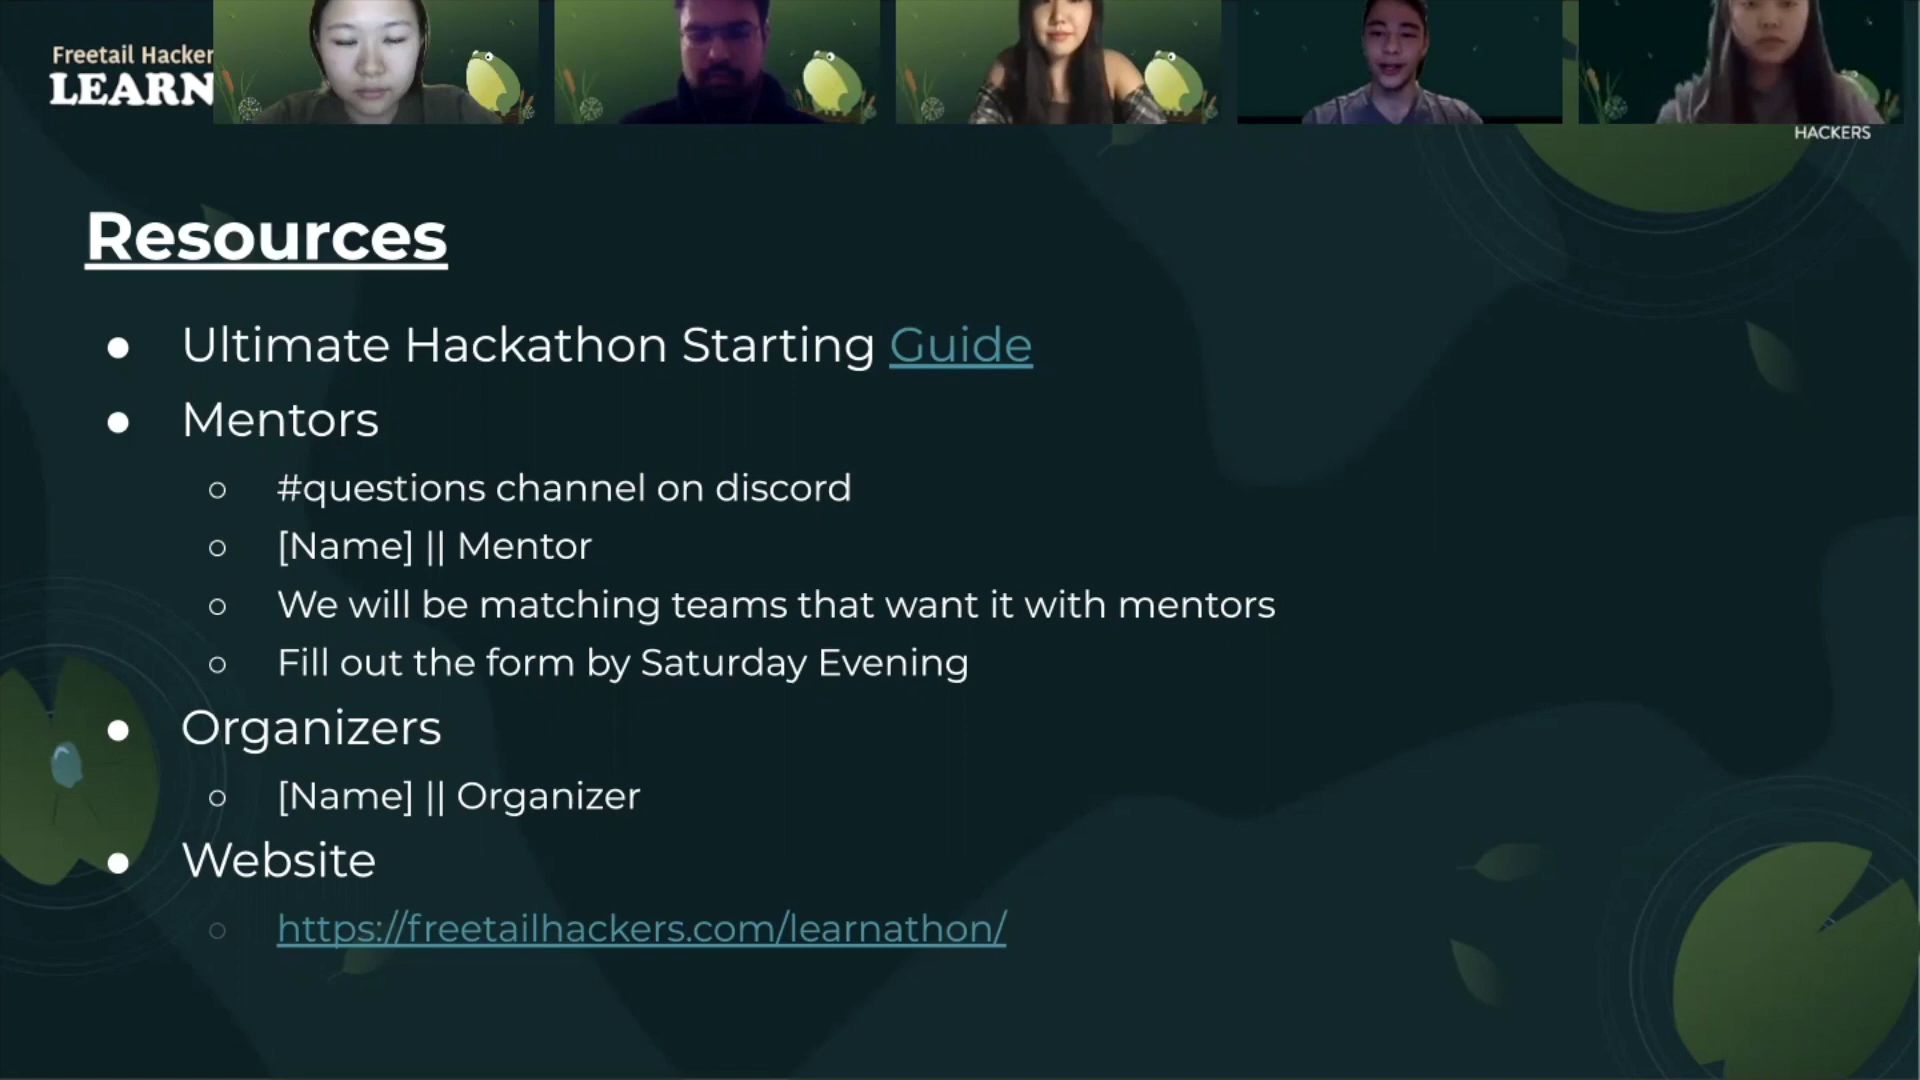 Freetail Hacker
LEARN
HACKERS
Resources
● Ultimate Hackathon Starting Guide
● Mentors
○ #questions channel on discord
○ [Name] || Mentor
○ We will be matching teams that want it with mentors
○ Fill out the form by Saturday Evening
● Organizers
○ [Name] || Organizer
● Website
○ https://freetailhackers.com/learnathon/